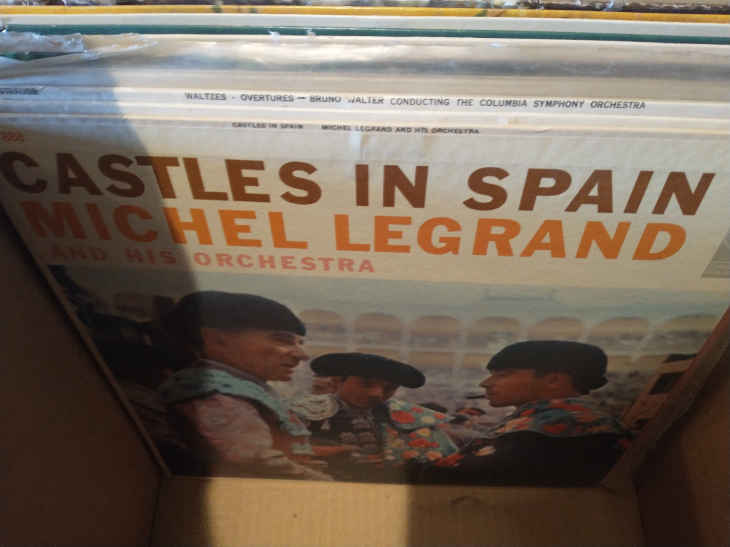 WALTZES - OVERTURES — BRUNO WALTER CONDUCTING THE COLUMBIA SYMPHONY ORCHESTRA
CASTLES IN SPAIN MICHEL LEGRAND AND HIS ORCHESTRA
888
CASTLES IN SPAIN
MICHEL LEGRAND
AND HIS ORCHESTRA